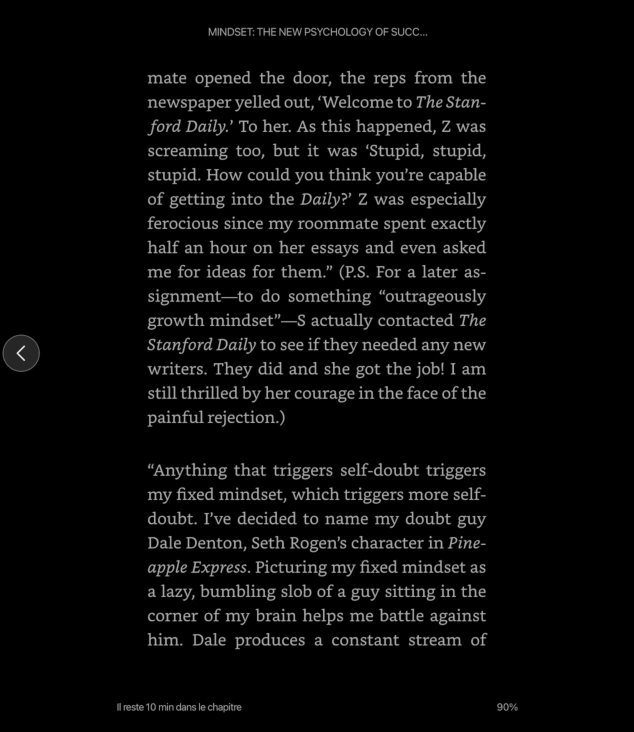 MINDSET: THE NEW PSYCHOLOGY OF SUCC...
mate opened the door, the reps from the
newspaper yelled out, ‘Welcome to The Stan-
ford Daily.’ To her. As this happened, Z was
screaming too, but it was ‘Stupid, stupid,
stupid. How could you think you’re capable
of getting into the Daily?’ Z was especially
ferocious since my roommate spent exactly
half an hour on her essays and even asked
me for ideas for them.” (P.S. For a later as-
signment—to do something “outrageously
growth mindset”—S actually contacted The
Stanford Daily to see if they needed any new
writers. They did and she got the job! I am
still thrilled by her courage in the face of the
painful rejection.)
“Anything that triggers self-doubt triggers
my fixed mindset, which triggers more self-
doubt. I’ve decided to name my doubt guy
Dale Denton, Seth Rogen’s character in Pine-
apple Express. Picturing my fixed mindset as
a lazy, bumbling slob of a guy sitting in the
corner of my brain helps me battle against
him. Dale produces a constant stream of
Il reste 10 min dans le chapitre
90%